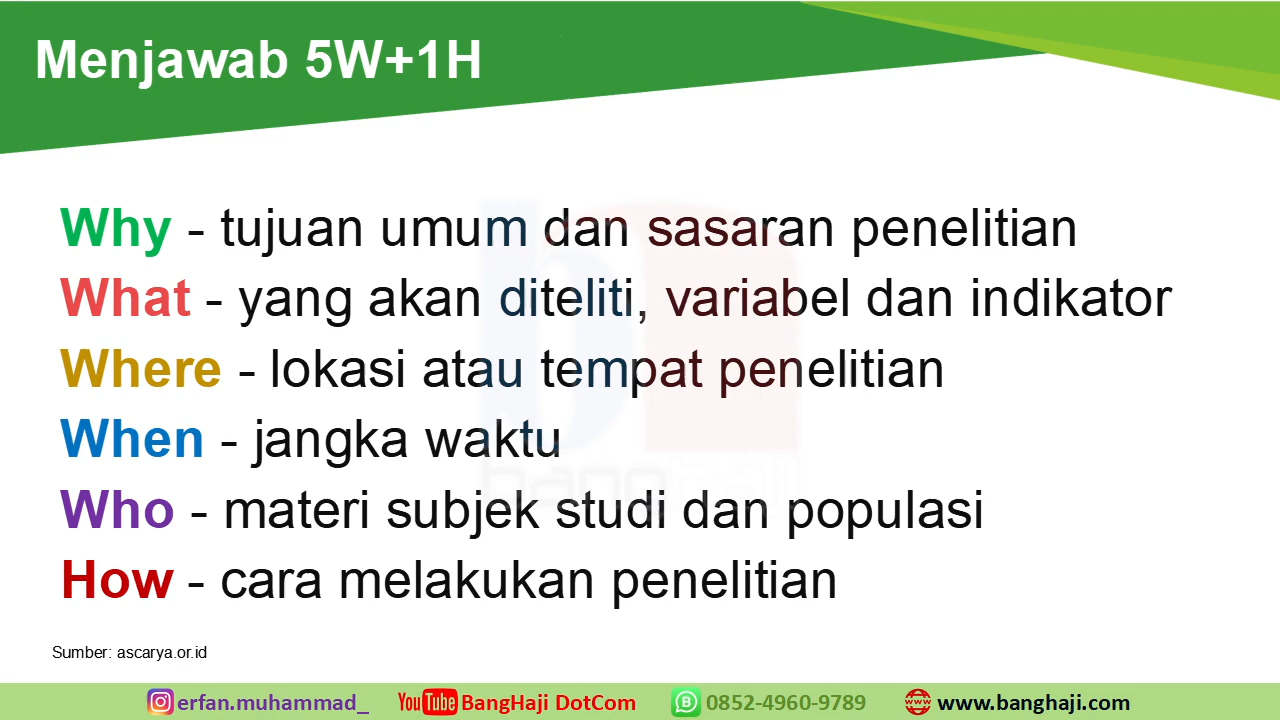 Menjawab 5W+1H
Why - tujuan umum dan sasaran penelitian
What - yang akan diteliti, variabel dan indikator
Where - lokasi atau tempat penelitian
When - jangka waktu
Who - materi subjek studi dan populasi
How - cara melakukan penelitian
banghaji
Sumber: ascarya.or.id
erfan.muhammad_ YouTube BangHaji DotCom 0852-4960-9789 www.banghaji.com